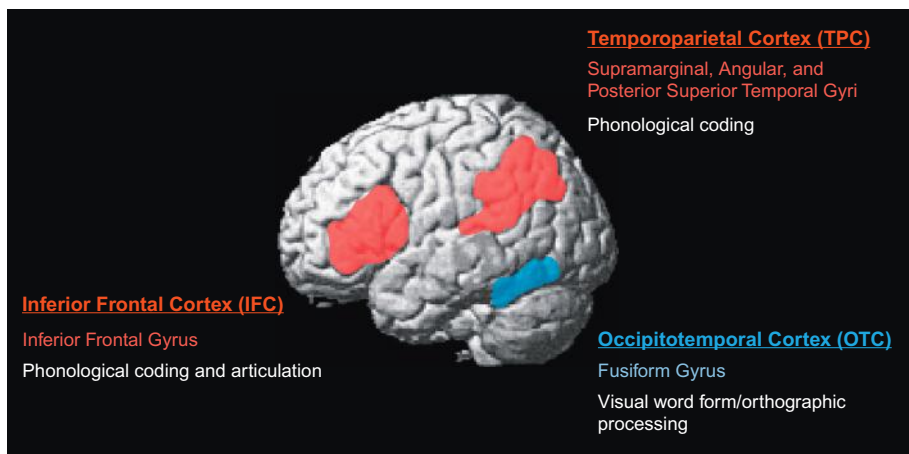 Temporoparietal Cortex (TPC)
Supramarginal, Angular, and
Posterior Superior Temporal Gyri
Phonological coding
Inferior Frontal Cortex (IFC)
Inferior Frontal Gyrus
Phonological coding and articulation
Occipitotemporal Cortex (OTC)
Fusiform Gyrus
Visual word form/orthographic
processing